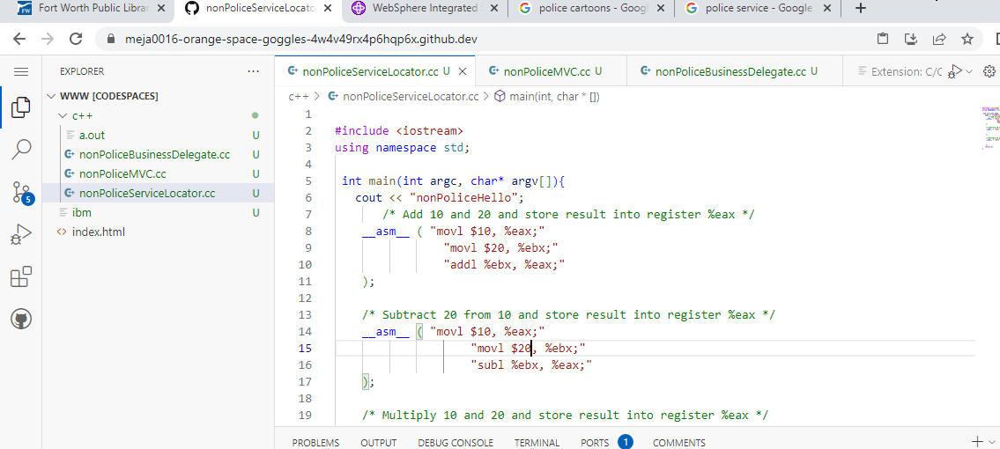 Fort Worth Public Librar
nonPoliceServiceLocato
WebSphere Integrated
police cartoons - Googl
police service - Google
meja0016-orange-space-goggles-4w4v49rx4p6hqp6x.github.dev
EXPLORER
nonPoliceServiceLocator.cc U
nonPoliceMVC.cc U
nonPoliceBusinessDelegate.cc U
Extension: C/C
WWW [CODESPACES]
c++
a.out U
nonPoliceBusinessDelegate.cc U
nonPoliceMVC.cc U
nonPoliceServiceLocator.cc U
ibm U
index.html
5
c++ > nonPoliceServiceLocator.cc > main(int, char * [])
1
2 #include <iostream>
3 using namespace std;
4
5 int main(int argc, char* argv[]){
6 cout << "nonPoliceHello";
7 /* Add 10 and 20 and store result into register %eax */
8 __asm__ ( "movl $10, %eax;"
9 "movl $20, %ebx;"
10 "addl %ebx, %eax;"
11 );
12
13 /* Subtract 20 from 10 and store result into register %eax */
14 __asm__ ( "movl $10, %eax;"
15 "movl $20, %ebx;"
16 "subl %ebx, %eax;"
17 );
18
19 /* Multiply 10 and 20 and store result into register %eax */
PROBLEMS OUTPUT DEBUG CONSOLE TERMINAL PORTS 1 COMMENTS